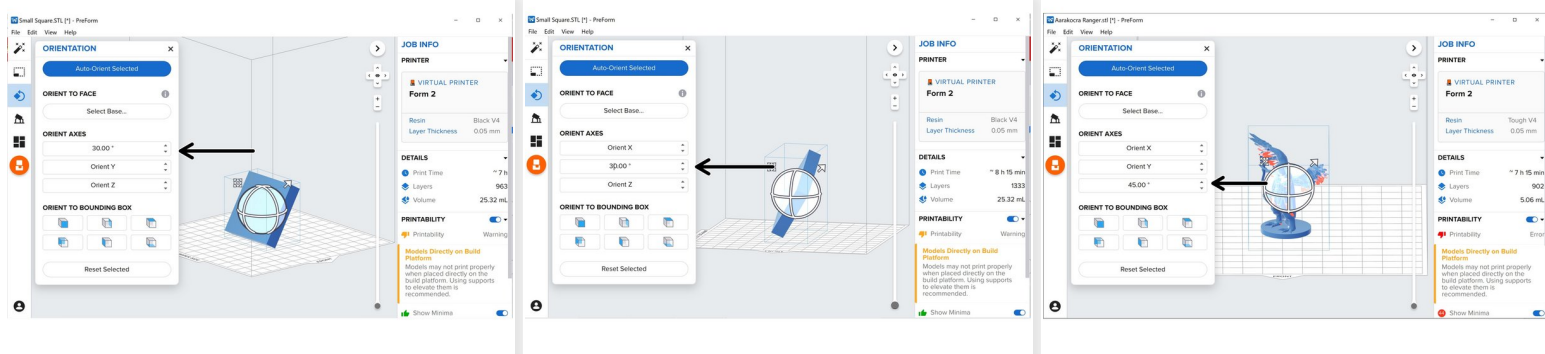 Small Square.STL [*] - PreForm
File Edit View Help
ORIENTATION
Auto-Orient Selected
ORIENT TO FACE
Select Base...
ORIENT AXES
30.00 °
Orient Y
Orient Z
ORIENT TO BOUNDING BOX
Reset Selected
JOB INFO
PRINTER
VIRTUAL PRINTER
Form 2
Resin Black V4
Layer Thickness 0.05 mm
DETAILS
Print Time ~ 7 h
Layers 963
Volume 25.32 mL
PRINTABILITY
Printability Warning
Models Directly on Build
Platform
Models may not print properly
when placed directly on the
build platform. Using supports
to elevate them is
recommended.
Show Minima
Small Square.STL [*] - PreForm
File Edit View Help
ORIENTATION
Auto-Orient Selected
ORIENT TO FACE
Select Base...
ORIENT AXES
Orient X
30.00 °
Orient Z
ORIENT TO BOUNDING BOX
Reset Selected
JOB INFO
PRINTER
VIRTUAL PRINTER
Form 2
Resin Black V4
Layer Thickness 0.05 mm
DETAILS
Print Time ~ 8 h 15 min
Layers 1333
Volume 25.32 mL
PRINTABILITY
Printability Warning
Models Directly on Build
Platform
Models may not print properly
when placed directly on the
build platform. Using supports
to elevate them is
recommended.
Show Minima
Aarakocra Ranger.stl [*] - PreForm
File Edit View Help
ORIENTATION
Auto-Orient Selected
ORIENT TO FACE
Select Base...
ORIENT AXES
Orient X
Orient Y
45.00 °
ORIENT TO BOUNDING BOX
Reset Selected
JOB INFO
PRINTER
VIRTUAL PRINTER
Form 2
Resin Tough V4
Layer Thickness 0.05 mm
DETAILS
Print Time ~ 7 h 15 min
Layers 902
Volume 5.06 mL
PRINTABILITY
Printability Error
Models Directly on Build
Platform
Models may not print properly
when placed directly on the
build platform. Using supports
to elevate them is
recommended.
Show Minima